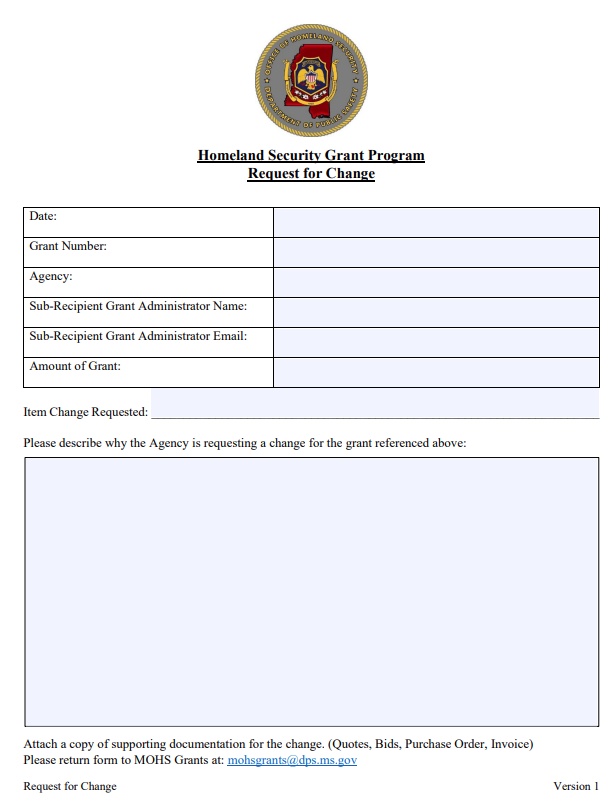 OFFICE OF HOMELAND SECURITY
DEPARTMENT OF PUBLIC SAFETY
Homeland Security Grant Program
Request for Change
Date:
Grant Number:
Agency:
Sub-Recipient Grant Administrator Name:
Sub-Recipient Grant Administrator Email:
Amount of Grant:
Item Change Requested:
Please describe why the Agency is requesting a change for the grant referenced above:
Attach a copy of supporting documentation for the change. (Quotes, Bids, Purchase Order, Invoice)
Please return form to MOHS Grants at: mohsgrants@dps.ms.gov
Request for Change Version 1